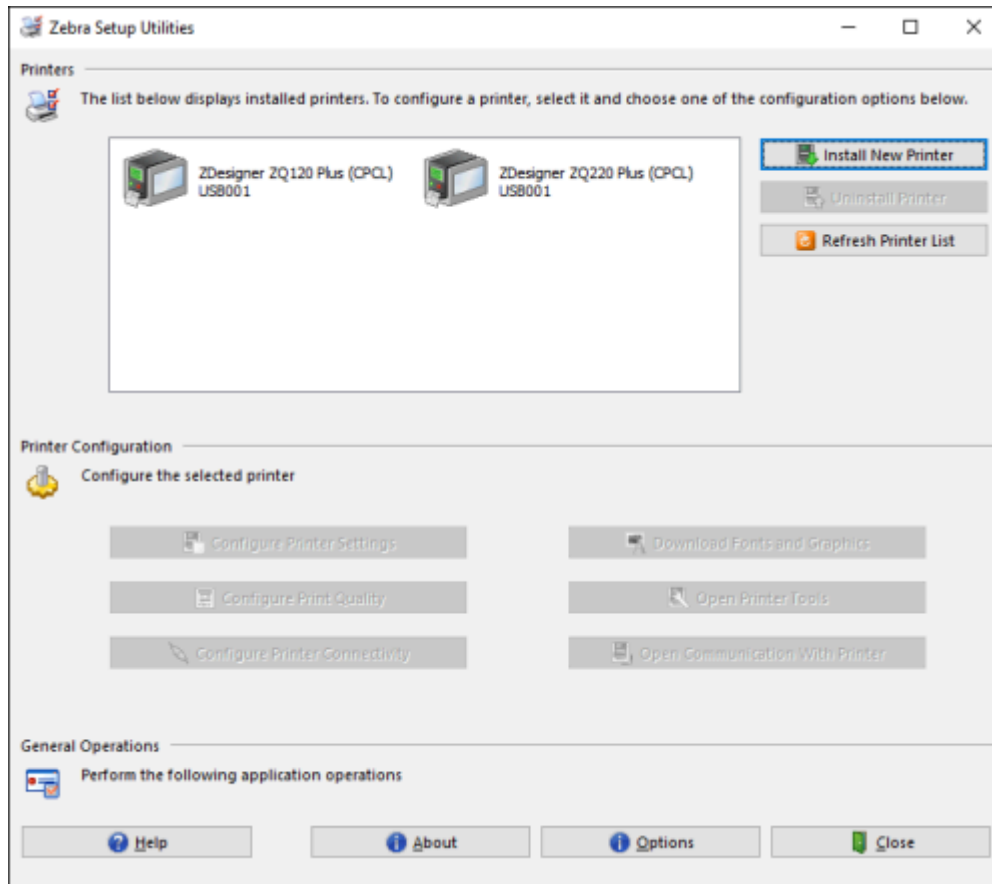 Zebra Setup Utilities
Printers
The list below displays installed printers. To configure a printer, select it and choose one of the configuration options below.
ZDesigner ZQ120 Plus (CPCL)
USB001
ZDesigner ZQ220 Plus (CPCL)
USB001
Install New Printer
Uninstall Printer
Refresh Printer List
Printer Configuration
Configure the selected printer
Configure Printer Settings
Download Fonts and Graphics
Configure Print Quality
Open Printer Tools
Configure Printer Connectivity
Open Communication With Printer
General Operations
Perform the following application operations
Help
About
Options
Close